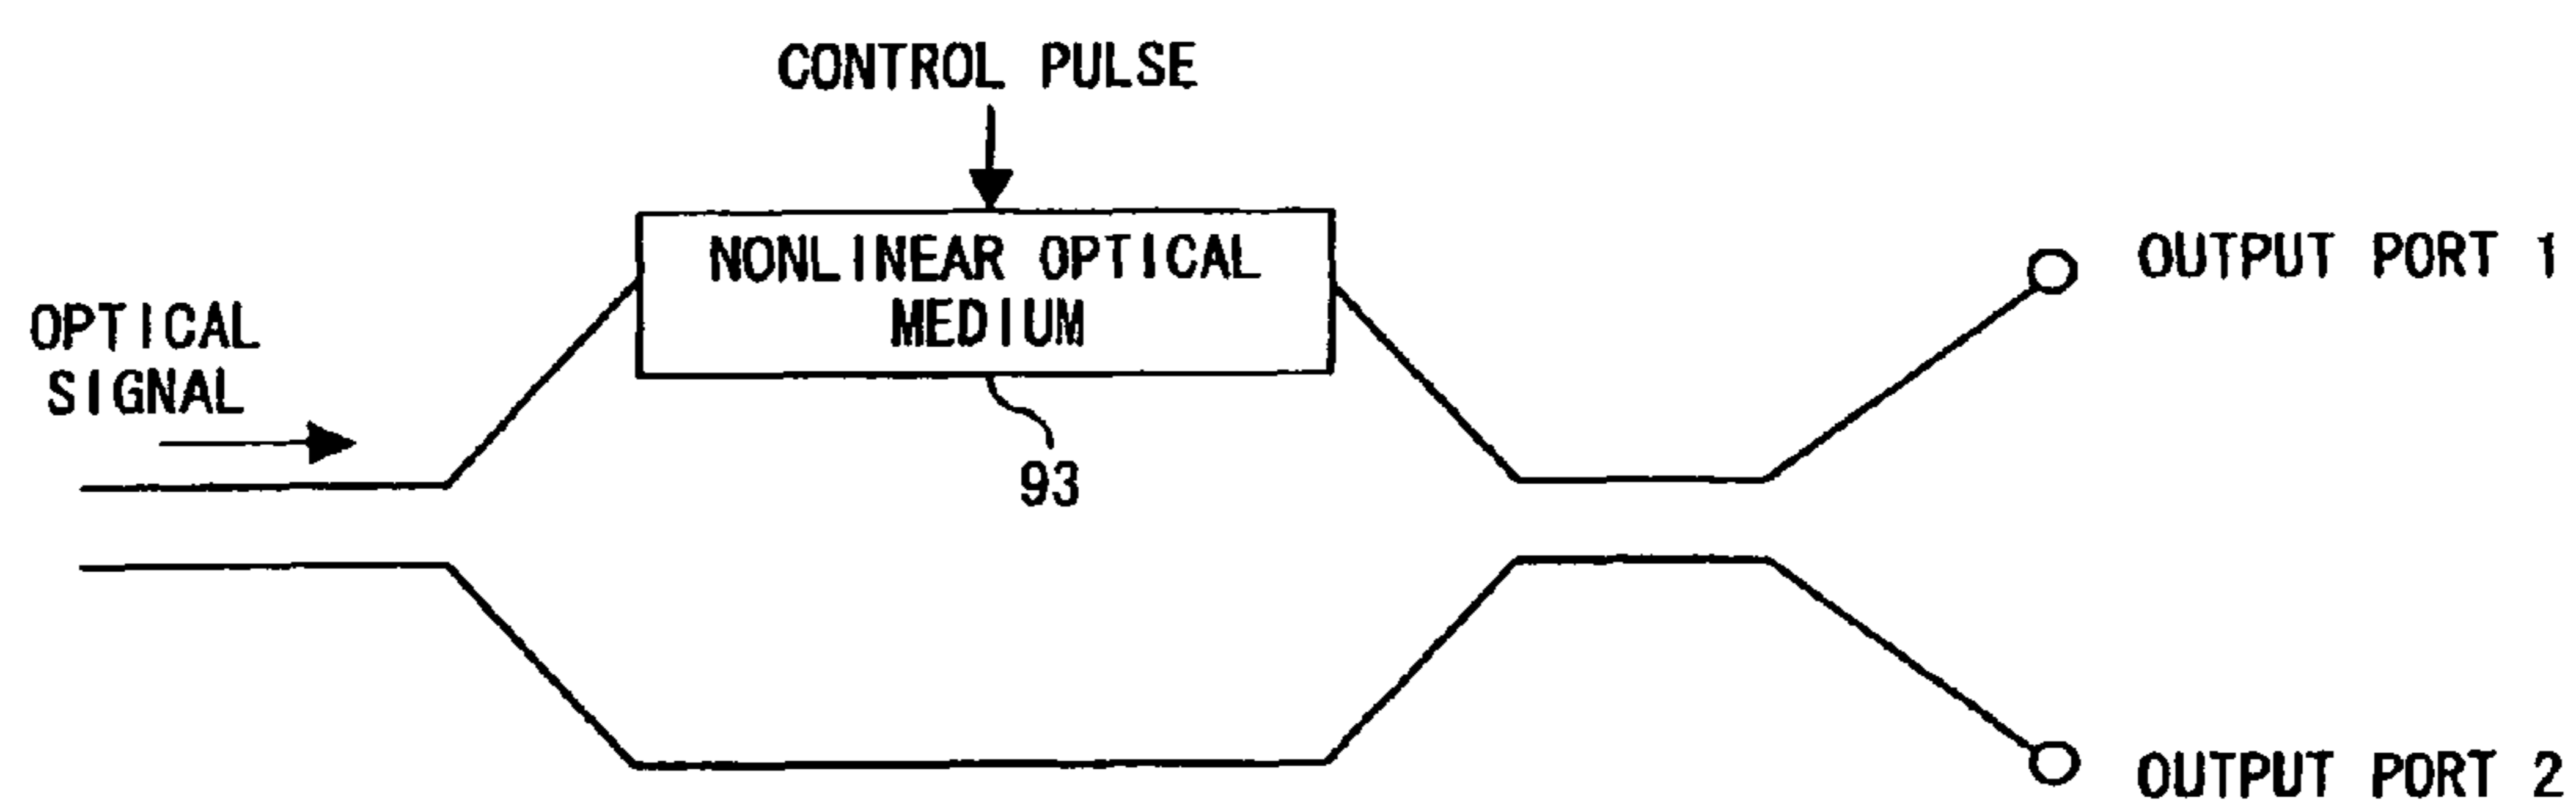 CONTROL PULSE
NONLINEAR OPTICAL
MEDIUM
OPTICAL
SIGNAL
93
OUTPUT PORT 1
OUTPUT PORT 2